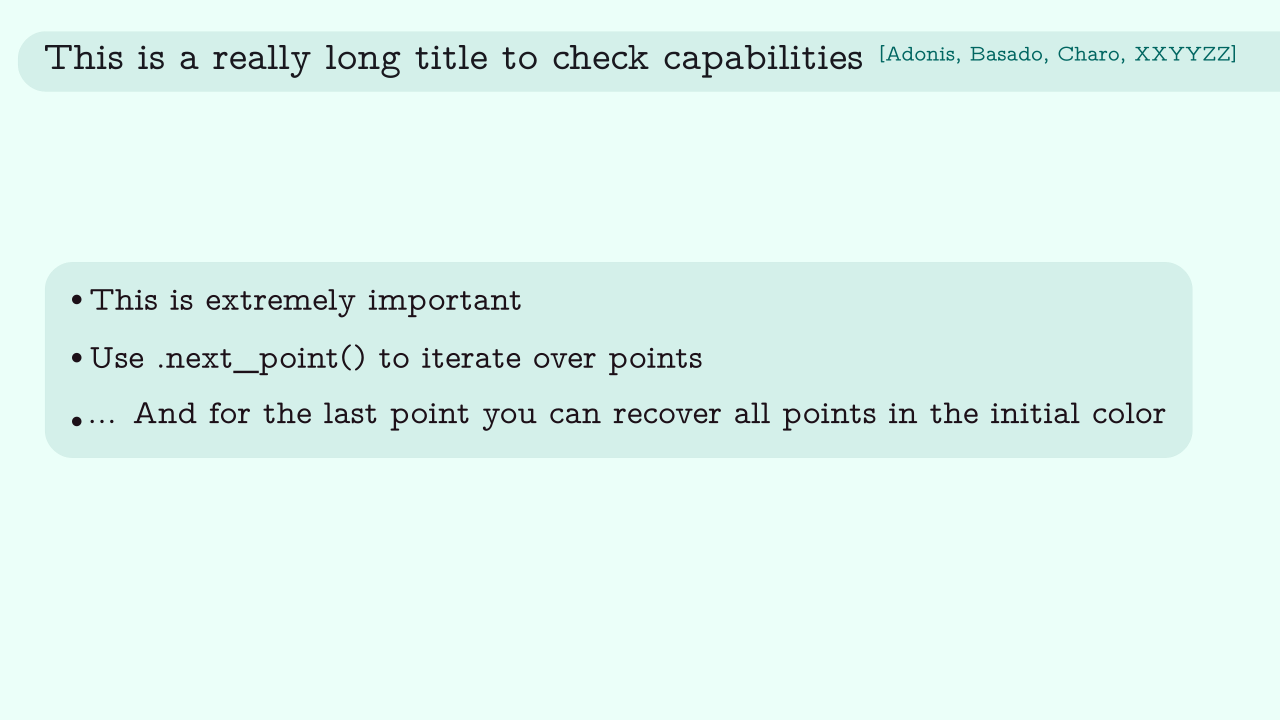 This is a really long title to check capabilities [Adonis, Basado, Charo, XXYYZZ]
• This is extremely important
• Use .next_point() to iterate over points
• ... And for the last point you can recover all points in the initial color